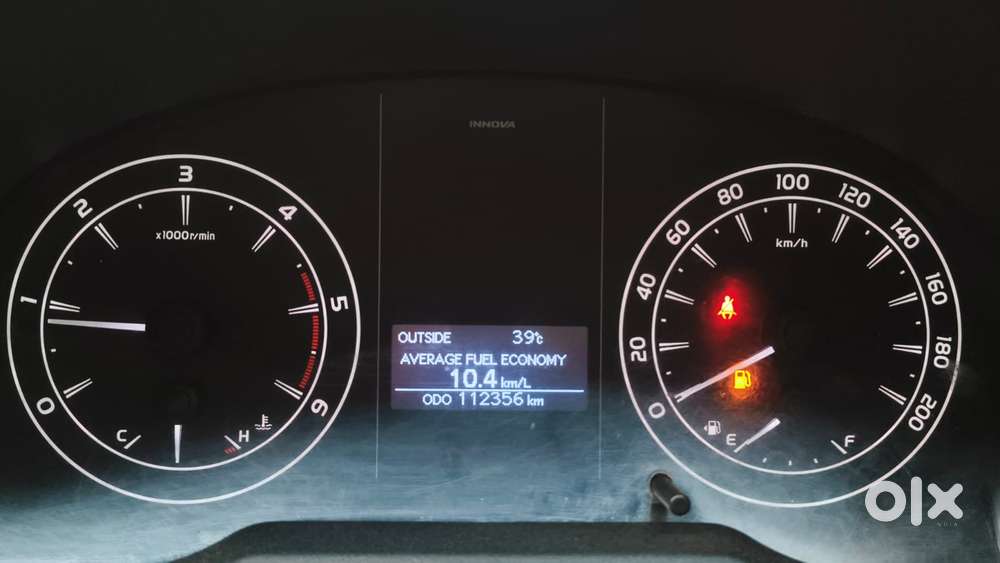 INNOVA
0
1
2
3
4
5
6
x1000r/min
C
H
OUTSIDE 39°c
AVERAGE FUEL ECONOMY
10.4 km/L
ODO 112356 km
0
20
40
60
80
100
120
140
160
180
200
km/h
E
F
olx
INDIA